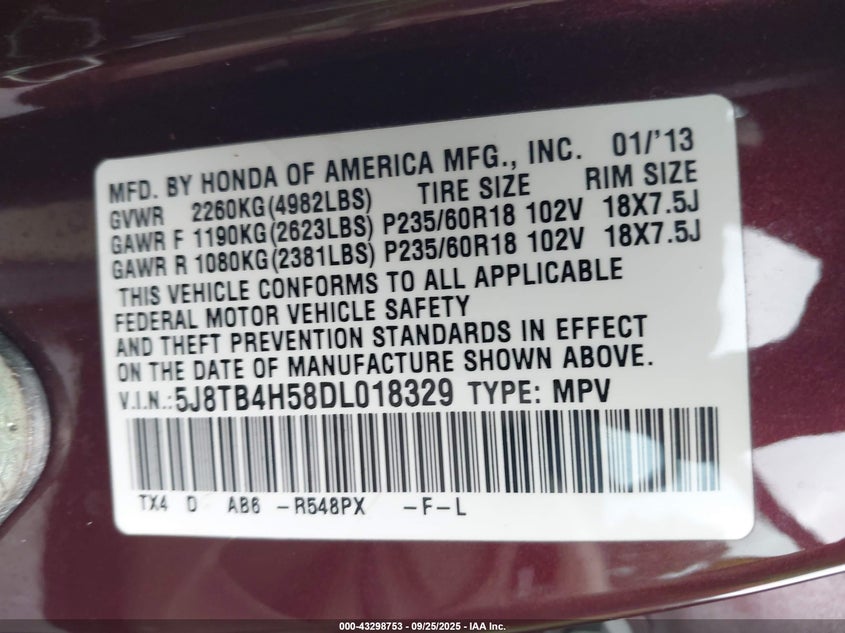 MFD. BY HONDA OF AMERICA MFG., INC. 01/'13
GVWR 2260KG(4982LBS) TIRE SIZE RIM SIZE
GAWR F 1190KG(2623LBS) P235/60R18 102V 18X7.5J
GAWR R 1080KG(2381LBS) P235/60R18 102V 18X7.5J
THIS VEHICLE CONFORMS TO ALL APPLICABLE
FEDERAL MOTOR VEHICLE SAFETY
AND THEFT PREVENTION STANDARDS IN EFFECT
ON THE DATE OF MANUFACTURE SHOWN ABOVE.
V.I.N.:5J8TB4H58DL018329 TYPE: MPV
TX4 D AB6 -R548PX -F-L
000-43298753 - 09/25/2025 - IAA Inc.